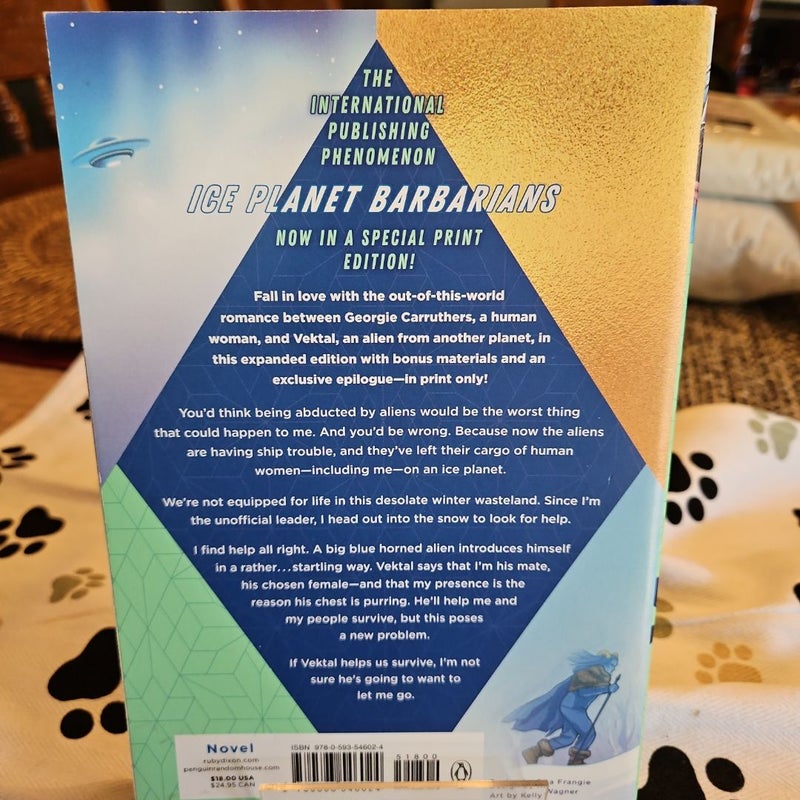 THE
INTERNATIONAL
PUBLISHING
PHENOMENON
ICE PLANET BARBARIANS
NOW IN A SPECIAL PRINT
EDITION!
Fall in love with the out-of-this-world
romance between Georgie Carruthers, a human
woman, and Vektal, an alien from another planet, in
this expanded edition with bonus materials and an
exclusive epilogue—in print only!
You'd think being abducted by aliens would be the worst thing
that could happen to me. And you'd be wrong. Because now the aliens
are having ship trouble, and they've left their cargo of human
women—including me—on an ice planet.
We're not equipped for life in this desolate winter wasteland. Since I'm
the unofficial leader, I head out into the snow to look for help.
I find help all right. A big blue horned alien introduces himself
in a rather...startling way. Vektal says that I'm his mate,
his chosen female—and that my presence is the
reason his chest is purring. He'll help me and
my people survive, but this poses
a new problem.
If Vektal helps us survive, I'm not
sure he's going to want to
let me go.
Novel
rubydixon.com
penguinrandomhouse.com
$18.00 USA
$24.95 CAN
ISBN 978-0-593-54602-4
51800
Frangie
Art by Kelly Wagner